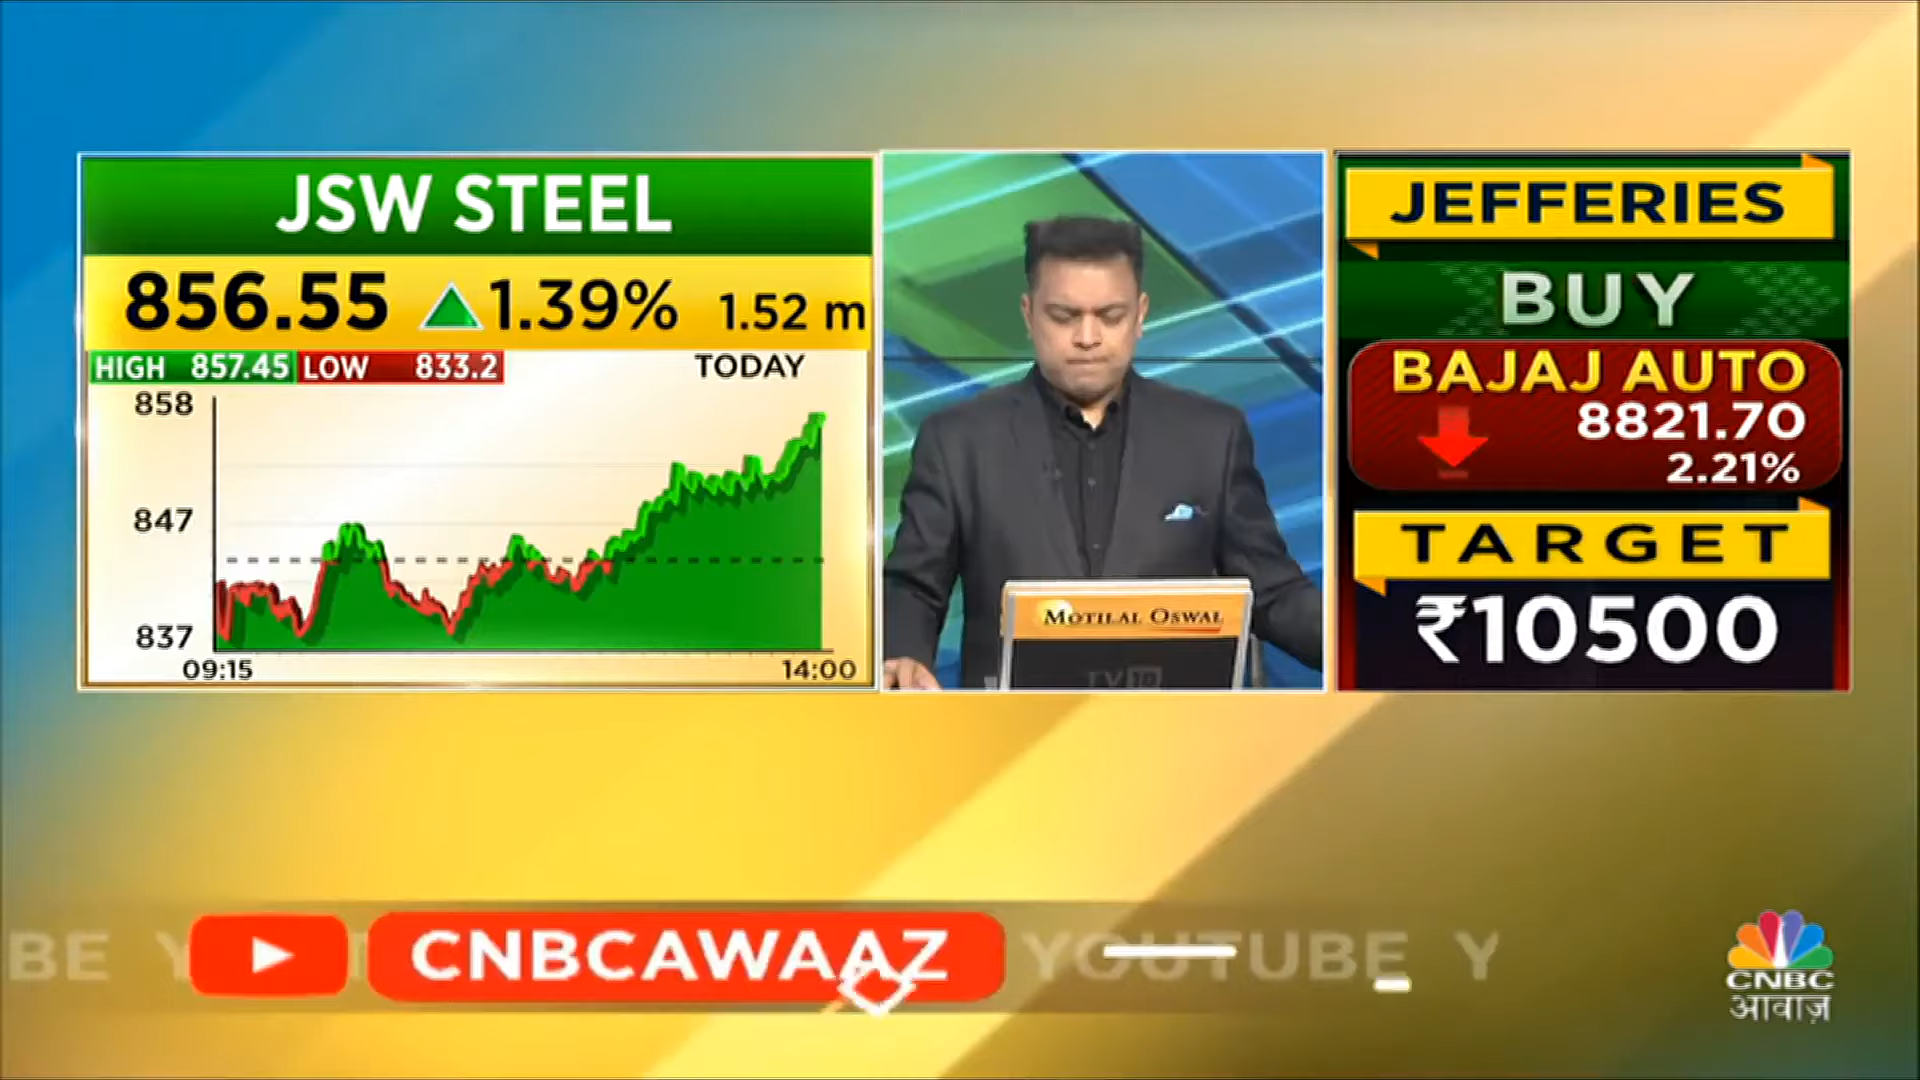 JSW STEEL
856.55 ▲ 1.39% 1.52 m
HIGH 857.45 LOW 833.2 TODAY
858
847
837
09:15 14:00
MOTILAL OSWAL
JEFFERIES
BUY
BAJAJ AUTO
8821.70
2.21%
TARGET
₹10500
BE Y CNBCAWAAZ YOUTUBE Y
CNBC
आवाज़